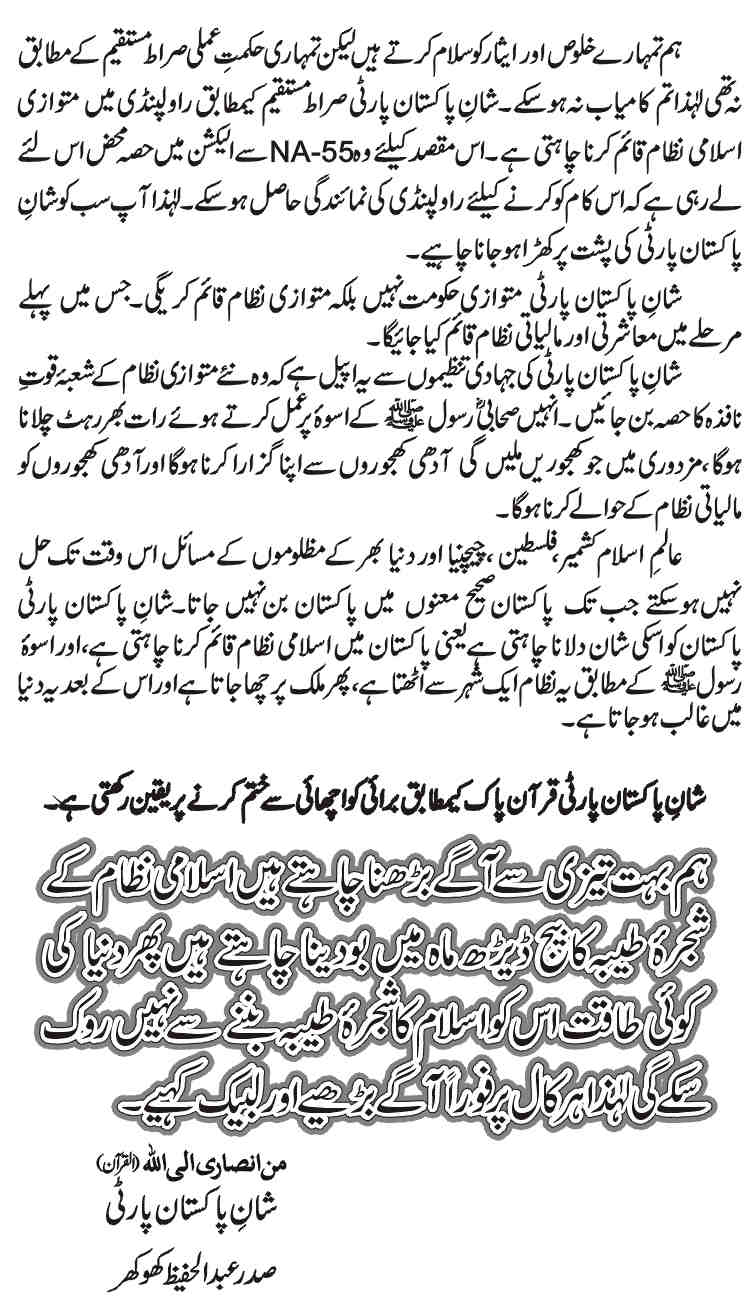 ہم تمہارے خلوص اور ایثار کو سلام کرتے ہیں لیکن تمہاری حکمتِ عملی صراط مستقیم کے مطابق
نہ تھی لہٰذا تم کامیاب نہ ہو سکے۔ شانِ پاکستان پارٹی صراط مستقیم کیمطابق راولپنڈی میں متوازی
اسلامی نظام قائم کرنا چاہتی ہے۔ اس مقصد کیلئے وہ NA-55 سے الیکشن میں حصہ محض اس لئے
لے رہی ہے کہ اس کام کو کرنے کیلئے راولپنڈی کی نمائندگی حاصل ہو سکے۔ لہٰذا آپ سب کو شانِ
پاکستان پارٹی کی پشت پر کھڑا ہو جانا چاہیے۔
شانِ پاکستان پارٹی متوازی حکومت نہیں بلکہ متوازی نظام قائم کریگی۔ جس میں پہلے
مرحلے میں معاشرتی اور مالیاتی نظام قائم کیا جائیگا۔
شانِ پاکستان پارٹی کی جہادی تنظیموں سے یہ اپیل ہے کہ وہ نئے متوازی نظام کے شعبۂ قوتِ
نافذہ کا حصہ بن جائیں۔ انہیں صحابیؓ رسول ﷺ کے اسوۂ پر عمل کرتے ہوئے رات بھر رہٹ چلانا
ہوگا، مزدوری میں جو کھجوریں ملیں گی آدھی کھجوروں سے اپنا گزارا کرنا ہوگا اور آدھی کھجوروں کو
مالیاتی نظام کے حوالے کرنا ہوگا۔
عالمِ اسلام کشمیر، فلسطین، چیچنیا اور دنیا بھر کے مظلوموں کے مسائل اس وقت تک حل
نہیں ہو سکتے جب تک پاکستان صحیح معنوں میں پاکستان بن نہیں جاتا۔ شانِ پاکستان پارٹی
پاکستان کو اسکی شان دلانا چاہتی ہے یعنی پاکستان میں اسلامی نظام قائم کرنا چاہتی ہے، اور اسوۂ
رسول ﷺ کے مطابق یہ نظام ایک شہر سے اٹھتا ہے، پھر ملک پر چھا جاتا ہے اور اس کے بعد یہ دنیا
میں غالب ہو جاتا ہے۔
شانِ پاکستان پارٹی قرآن پاک کیمطابق برائی کو اچھائی سے ختم کرنے پر یقین رکھتی ہے۔
ہم بہت تیزی سے آگے بڑھنا چاہتے ہیں اسلامی نظام کے
شجرۂ طیبہ کا بیج ڈیڑھ ماہ میں بو دینا چاہتے ہیں پھر دنیا کی
کوئی طاقت اس کو اسلام کا شجرۂ طیبہ بننے سے نہیں روک
سکے گی لہٰذا ہر کال پر فوراً آگے بڑھیے اور لبیک کہیے۔
من انصاری الی اللہ (القرآن)
شانِ پاکستان پارٹی
صدر عبدالحفیظ کھوکھر